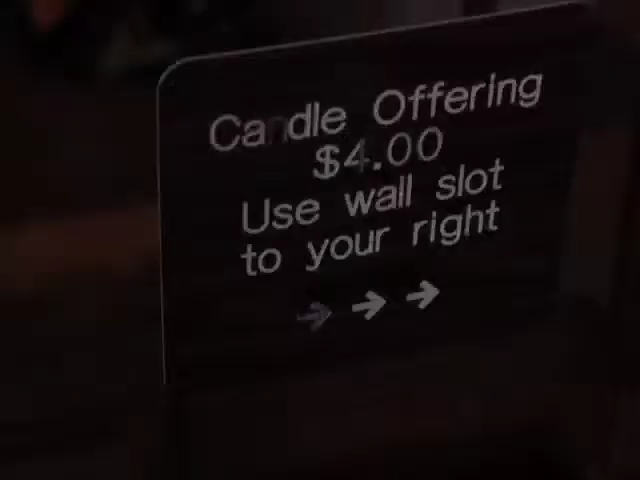 Candle Offering
$4.00
Use wall slot
to your right
→ → →